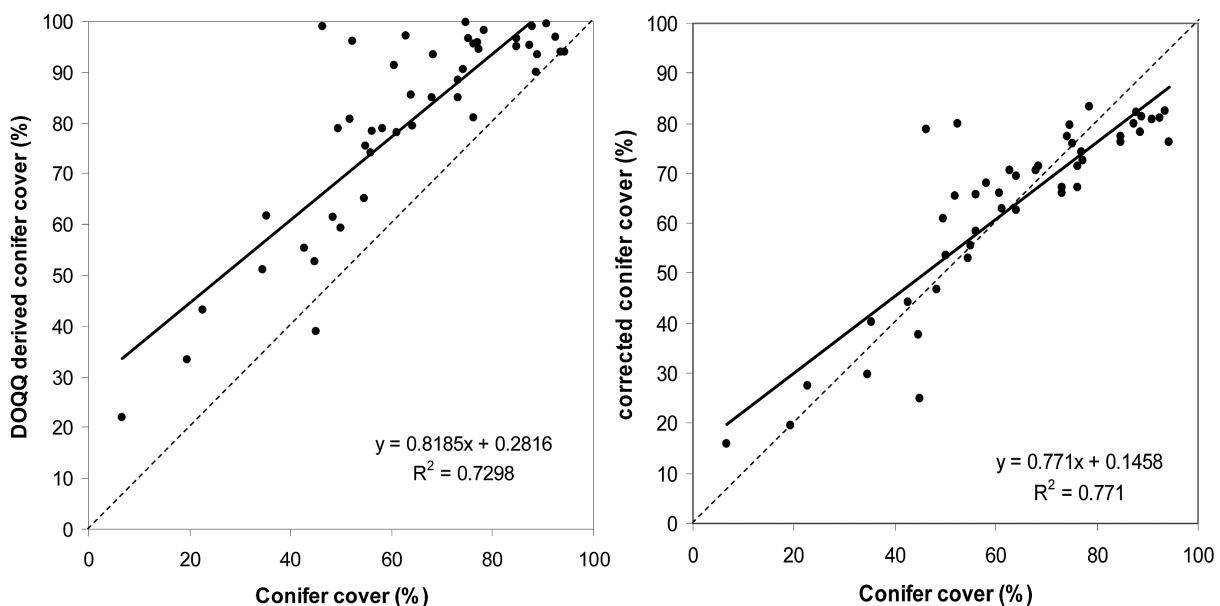 DOQQ derived conifer cover (%)
100
90
80
70
60
50
40
30
20
10
0
y = 0.8185x + 0.2816
R² = 0.7298
0 20 40 60 80 100
Conifer cover (%)
corrected conifer cover (%)
100
90
80
70
60
50
40
30
20
10
0
y = 0.771x + 0.1458
R² = 0.771
0 20 40 60 80 100
Conifer cover (%)